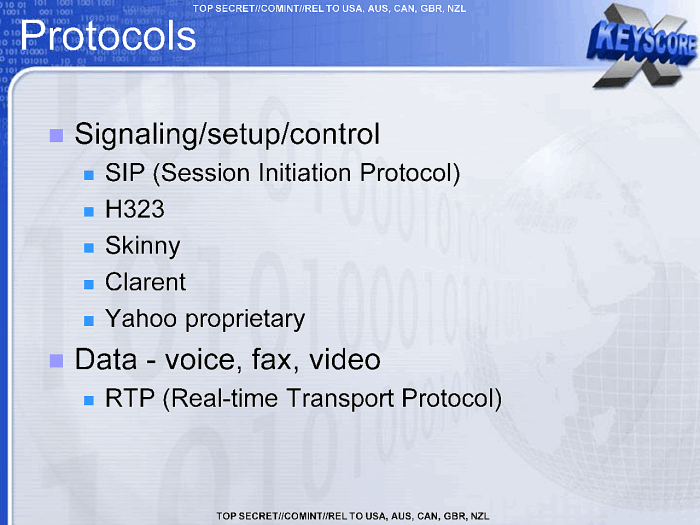 TOP SECRET//COMINT//REL TO USA, AUS, CAN, GBR, NZL
Protocols
XKEYSCORE
Signaling/setup/control
SIP (Session Initiation Protocol)
H323
Skinny
Clarent
Yahoo proprietary
Data - voice, fax, video
RTP (Real-time Transport Protocol)
TOP SECRET//COMINT//REL TO USA, AUS, CAN, GBR, NZL